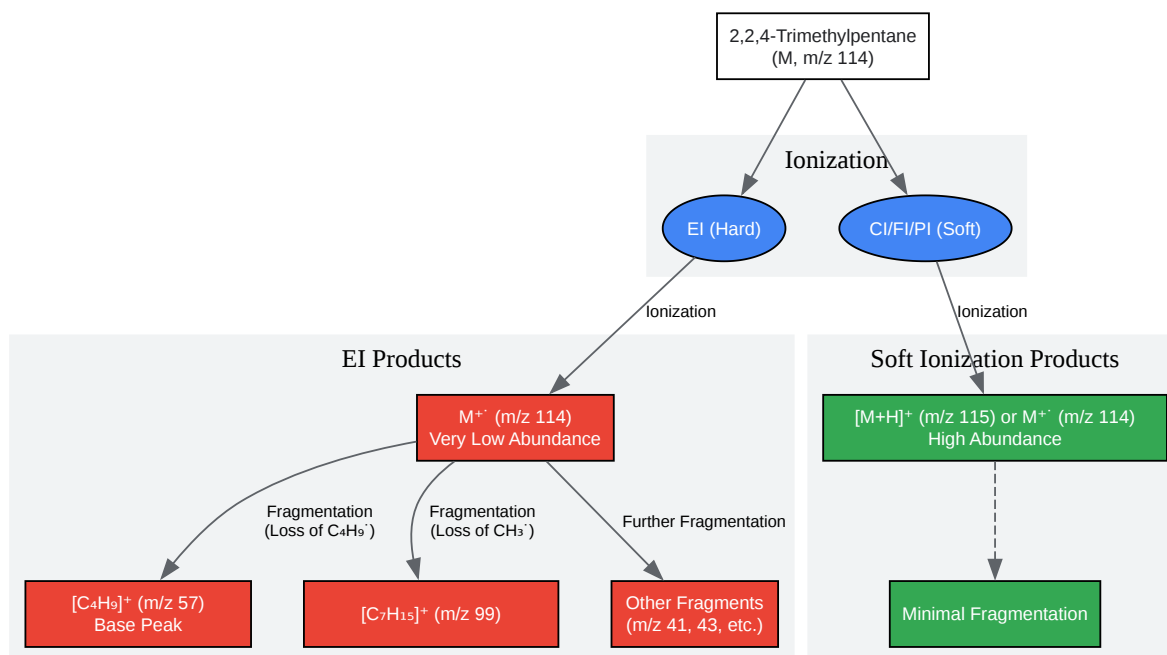 2,2,4-Trimethylpentane
(M, m/z 114)
Ionization
EI (Hard)
CI/FI/PI (Soft)
Ionization
Ionization
EI Products
Soft Ionization Products
M⁺˙ (m/z 114)
Very Low Abundance
[M+H]⁺ (m/z 115) or M⁺˙ (m/z 114)
High Abundance
Fragmentation
(Loss of C₄H₉˙)
Fragmentation
(Loss of CH₃˙)
Further Fragmentation
[C₄H₉]⁺ (m/z 57)
Base Peak
[C₇H₁₅]⁺ (m/z 99)
Other Fragments
(m/z 41, 43, etc.)
Minimal Fragmentation